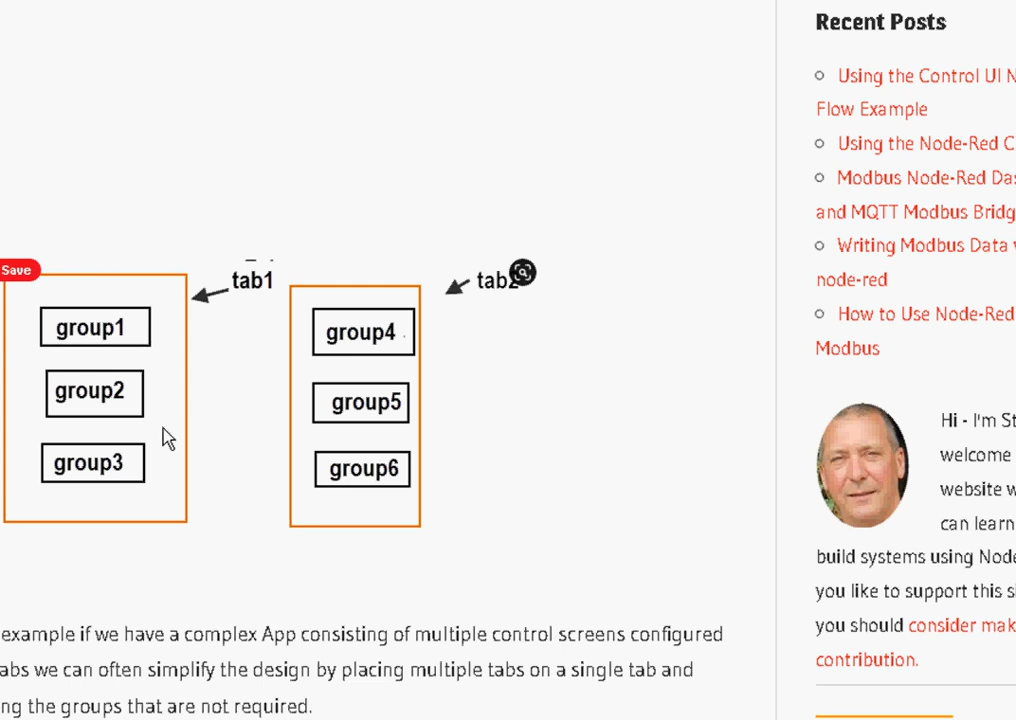 Save
tab1
group1
group2
group3
tab2
group4
group5
group6
example if we have a complex App consisting of multiple control screens configured
abs we can often simplify the design by placing multiple tabs on a single tab and
ng the groups that are not required.
Recent Posts
Using the Control UI N
Flow Example
Using the Node-Red C
Modbus Node-Red Das
and MQTT Modbus Bridg
Writing Modbus Data
node-red
How to Use Node-Red
Modbus
Hi - I'm St
welcome
website w
can learn
build systems using Node
you like to support this si
you should consider mak
contribution.